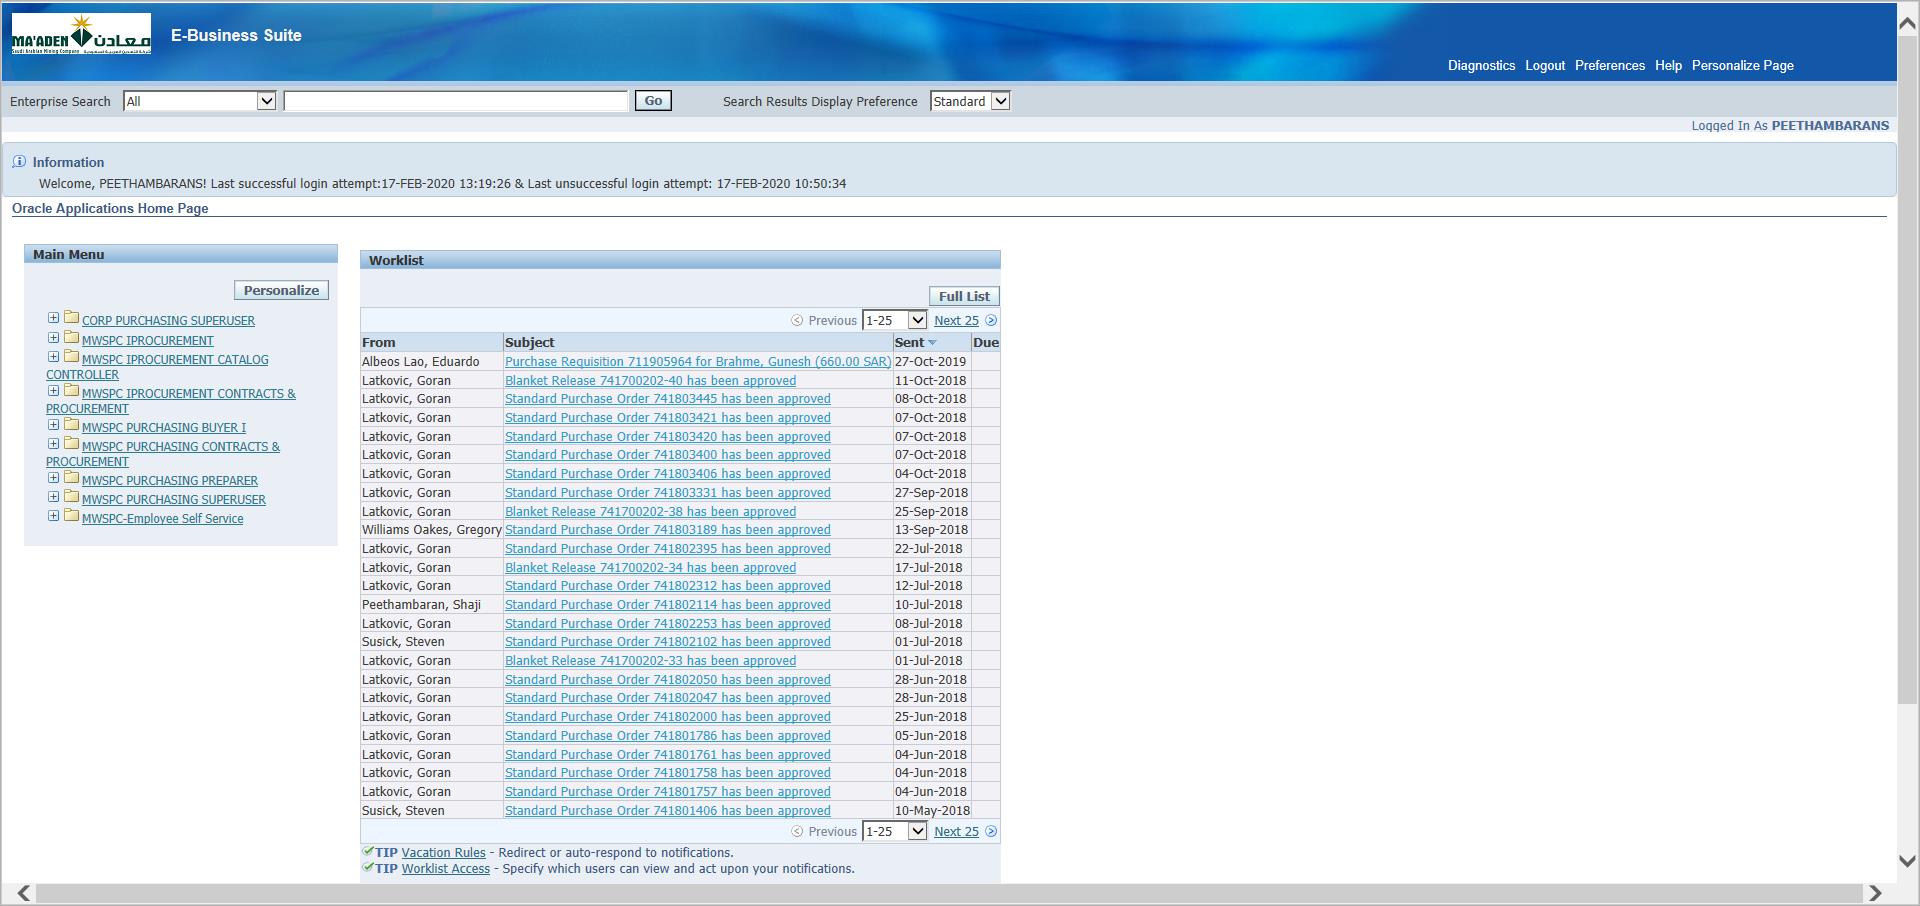 MA'ADEN معادن
Saudi Arabian Mining Company
E-Business Suite
Diagnostics Logout Preferences Help Personalize Page
Enterprise Search All Go Search Results Display Preference Standard
Logged In As PEETHAMBARANS
Information
Welcome, PEETHAMBARANS! Last successful login attempt:17-FEB-2020 13:19:26 & Last unsuccessful login attempt: 17-FEB-2020 10:50:34
Oracle Applications Home Page
Main Menu
Personalize
CORP PURCHASING SUPERUSER
MWSPC IPROCUREMENT
MWSPC IPROCUREMENT CATALOG
CONTROLLER
MWSPC IPROCUREMENT CONTRACTS &
PROCUREMENT
MWSPC PURCHASING BUYER I
MWSPC PURCHASING CONTRACTS &
PROCUREMENT
MWSPC PURCHASING PREPARER
MWSPC PURCHASING SUPERUSER
MWSPC-Employee Self Service
Worklist
Full List
Previous 1-25 Next 25
From Subject Sent Due
Albeos Lao, Eduardo Purchase Requisition 711905964 for Brahme, Gunesh (660.00 SAR) 27-Oct-2019
Latkovic, Goran Blanket Release 741700202-40 has been approved 11-Oct-2018
Latkovic, Goran Standard Purchase Order 741803445 has been approved 08-Oct-2018
Latkovic, Goran Standard Purchase Order 741803421 has been approved 07-Oct-2018
Latkovic, Goran Standard Purchase Order 741803420 has been approved 07-Oct-2018
Latkovic, Goran Standard Purchase Order 741803400 has been approved 07-Oct-2018
Latkovic, Goran Standard Purchase Order 741803406 has been approved 04-Oct-2018
Latkovic, Goran Standard Purchase Order 741803331 has been approved 27-Sep-2018
Latkovic, Goran Blanket Release 741700202-38 has been approved 25-Sep-2018
Williams Oakes, Gregory Standard Purchase Order 741803189 has been approved 13-Sep-2018
Latkovic, Goran Standard Purchase Order 741802395 has been approved 22-Jul-2018
Latkovic, Goran Blanket Release 741700202-34 has been approved 17-Jul-2018
Latkovic, Goran Standard Purchase Order 741802312 has been approved 12-Jul-2018
Peethambaran, Shaji Standard Purchase Order 741802114 has been approved 10-Jul-2018
Latkovic, Goran Standard Purchase Order 741802253 has been approved 08-Jul-2018
Susick, Steven Standard Purchase Order 741802102 has been approved 01-Jul-2018
Latkovic, Goran Blanket Release 741700202-33 has been approved 01-Jul-2018
Latkovic, Goran Standard Purchase Order 741802050 has been approved 28-Jun-2018
Latkovic, Goran Standard Purchase Order 741802047 has been approved 28-Jun-2018
Latkovic, Goran Standard Purchase Order 741802000 has been approved 25-Jun-2018
Latkovic, Goran Standard Purchase Order 741801786 has been approved 05-Jun-2018
Latkovic, Goran Standard Purchase Order 741801761 has been approved 04-Jun-2018
Latkovic, Goran Standard Purchase Order 741801758 has been approved 04-Jun-2018
Latkovic, Goran Standard Purchase Order 741801757 has been approved 04-Jun-2018
Susick, Steven Standard Purchase Order 741801406 has been approved 10-May-2018
Previous 1-25 Next 25
TIP Vacation Rules - Redirect or auto-respond to notifications.
TIP Worklist Access - Specify which users can view and act upon your notifications.